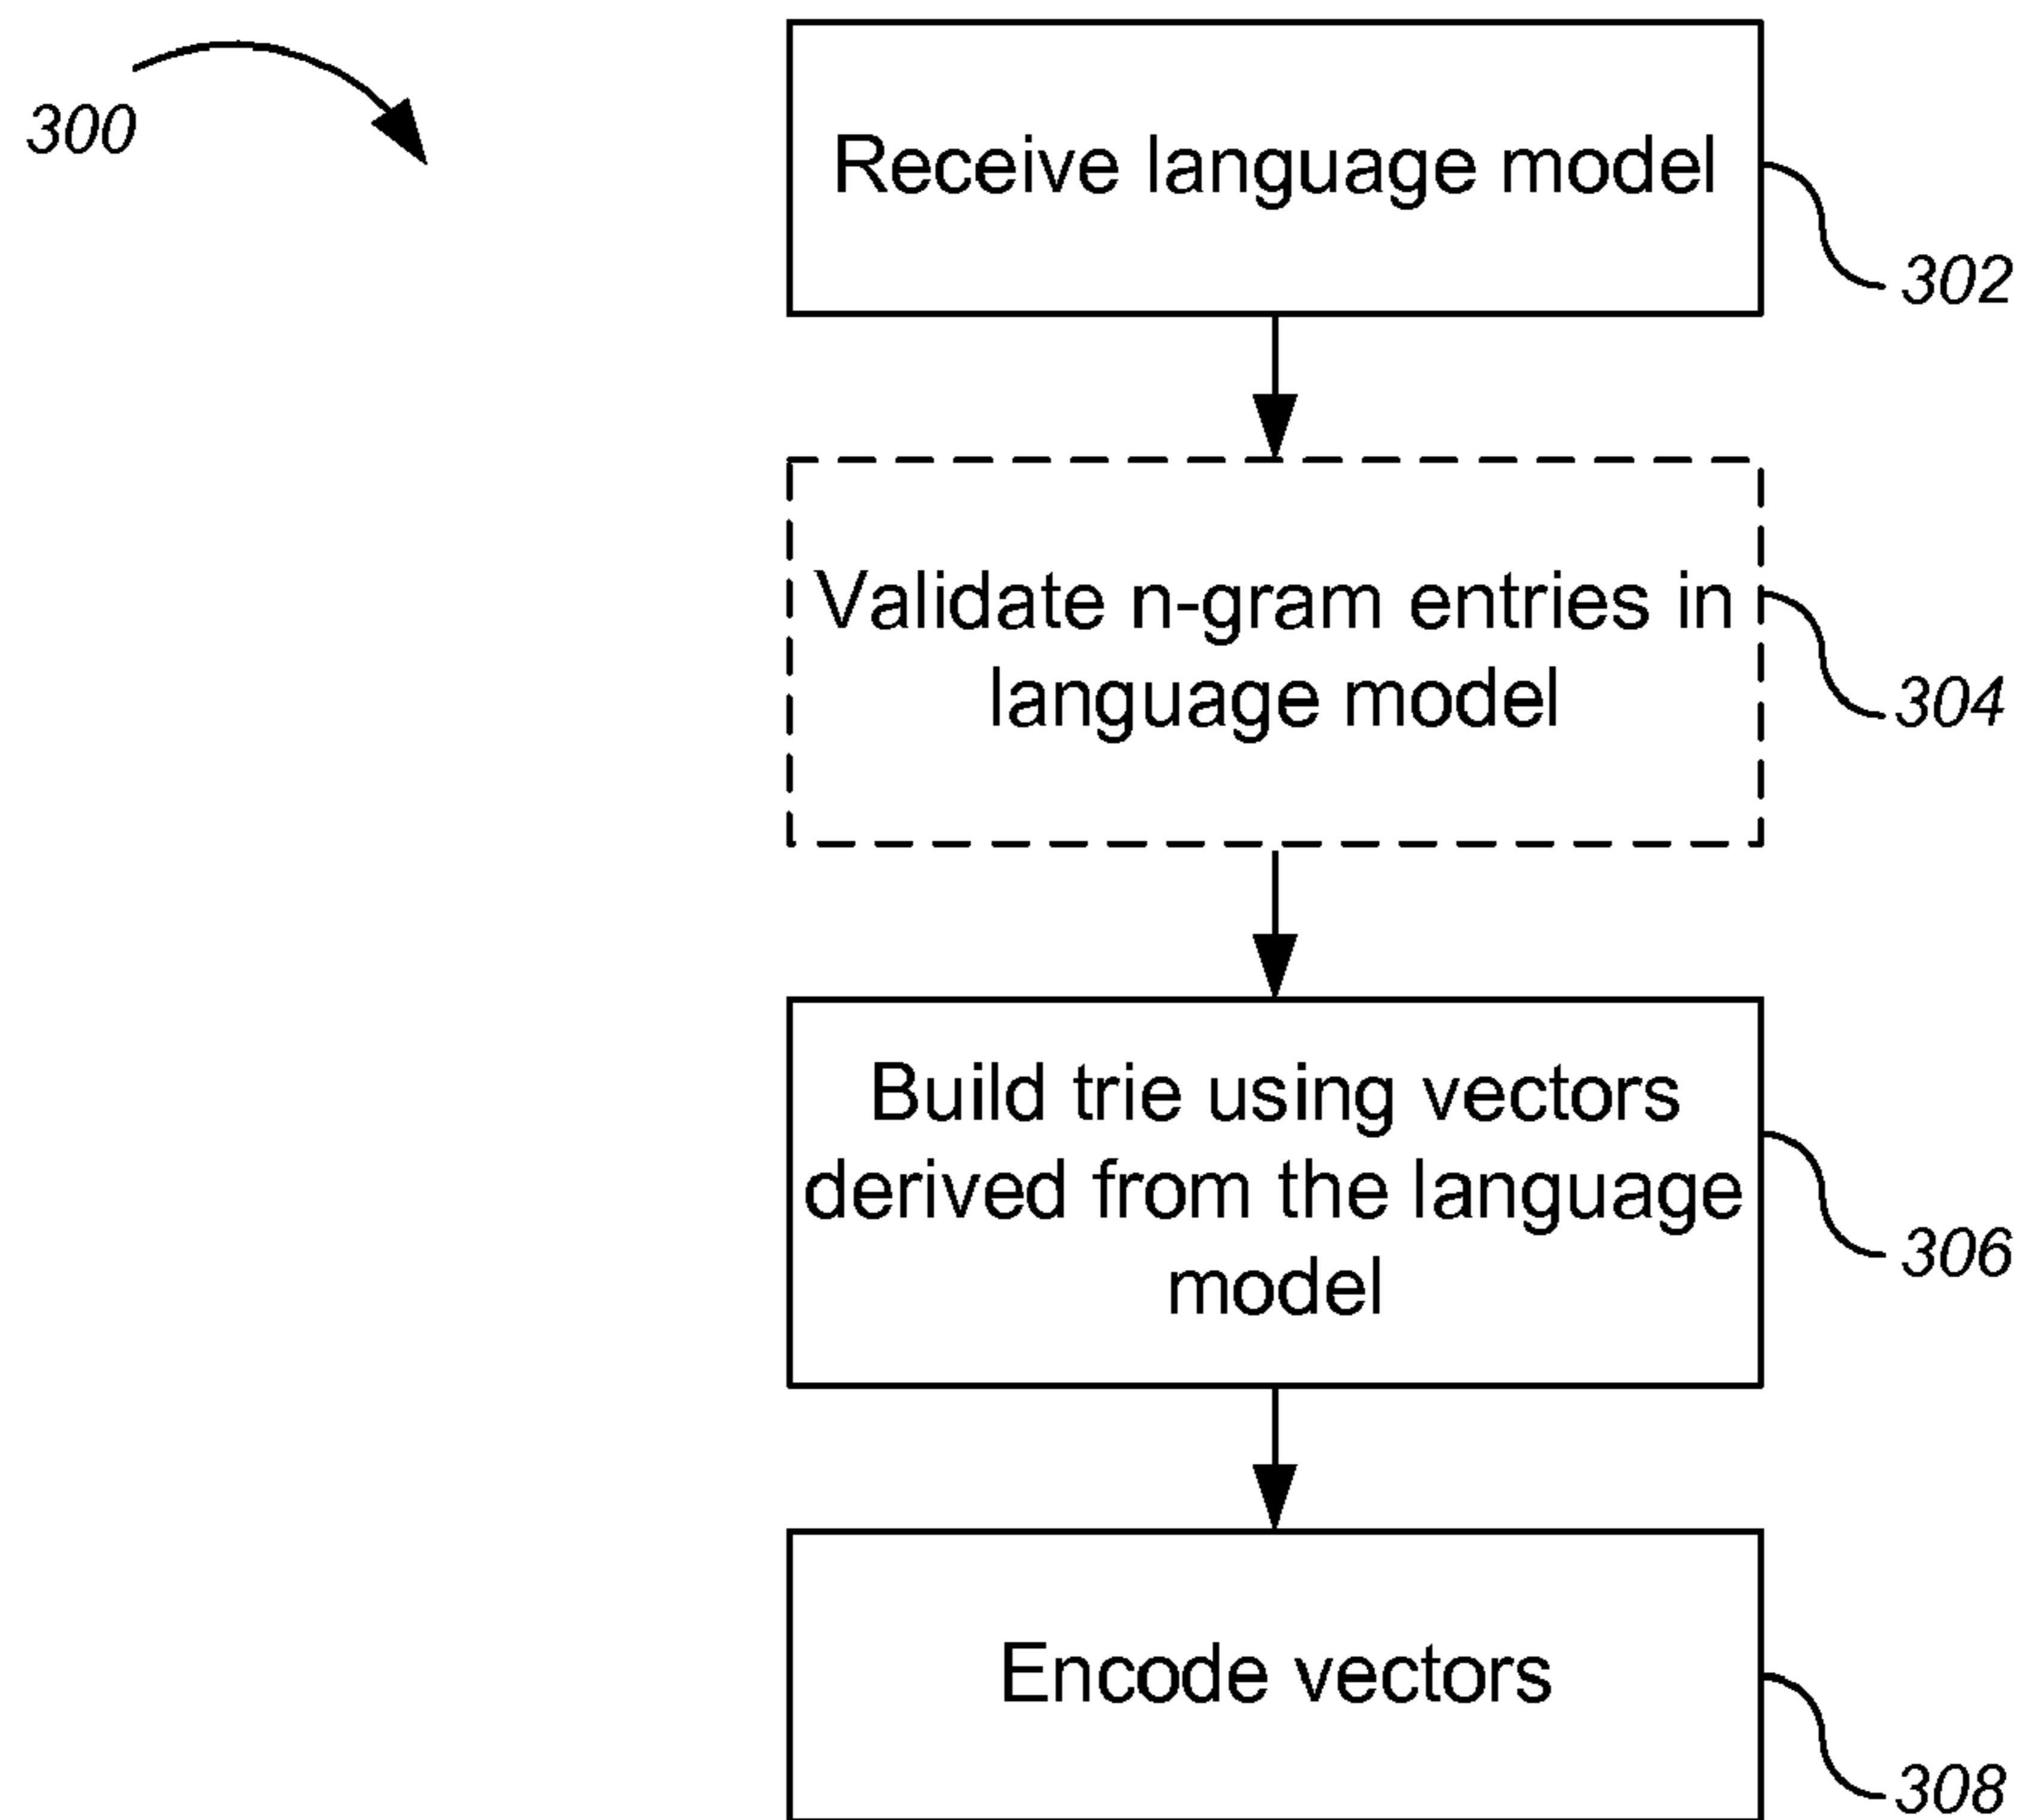 300
Receive language model
302
Validate n-gram entries in
language model
304
Build trie using vectors
derived from the language
model
306
Encode vectors
308